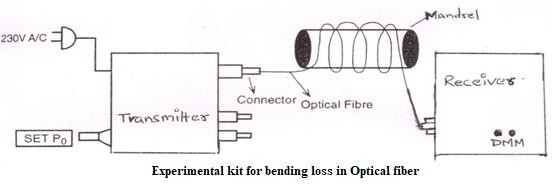 Mandrel
230V A/C
Receiver
Connector
Optical Fibre
Transmitter
SET P0
DMM
Experimental kit for bending loss in Optical fiber